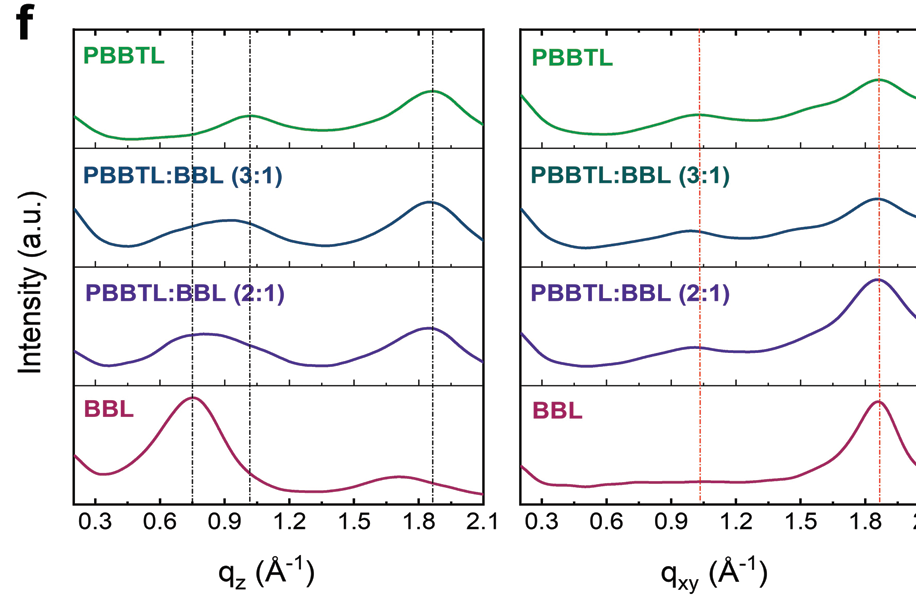 f
Intensity (a.u.)
PBBTL
PBBTL:BBL (3:1)
PBBTL:BBL (2:1)
BBL
0.3 0.6 0.9 1.2 1.5 1.8 2.1
q_z (Å⁻¹)
PBBTL
PBBTL:BBL (3:1)
PBBTL:BBL (2:1)
BBL
0.3 0.6 0.9 1.2 1.5 1.8
q_xy (Å⁻¹)